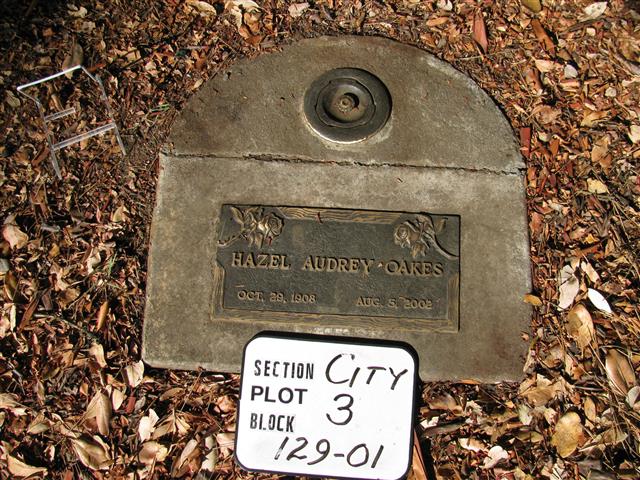 HAZEL AUDREY OAKES
OCT. 29, 1908 AUG. 5, 2002
SECTION CITY
PLOT 3
BLOCK 129-01